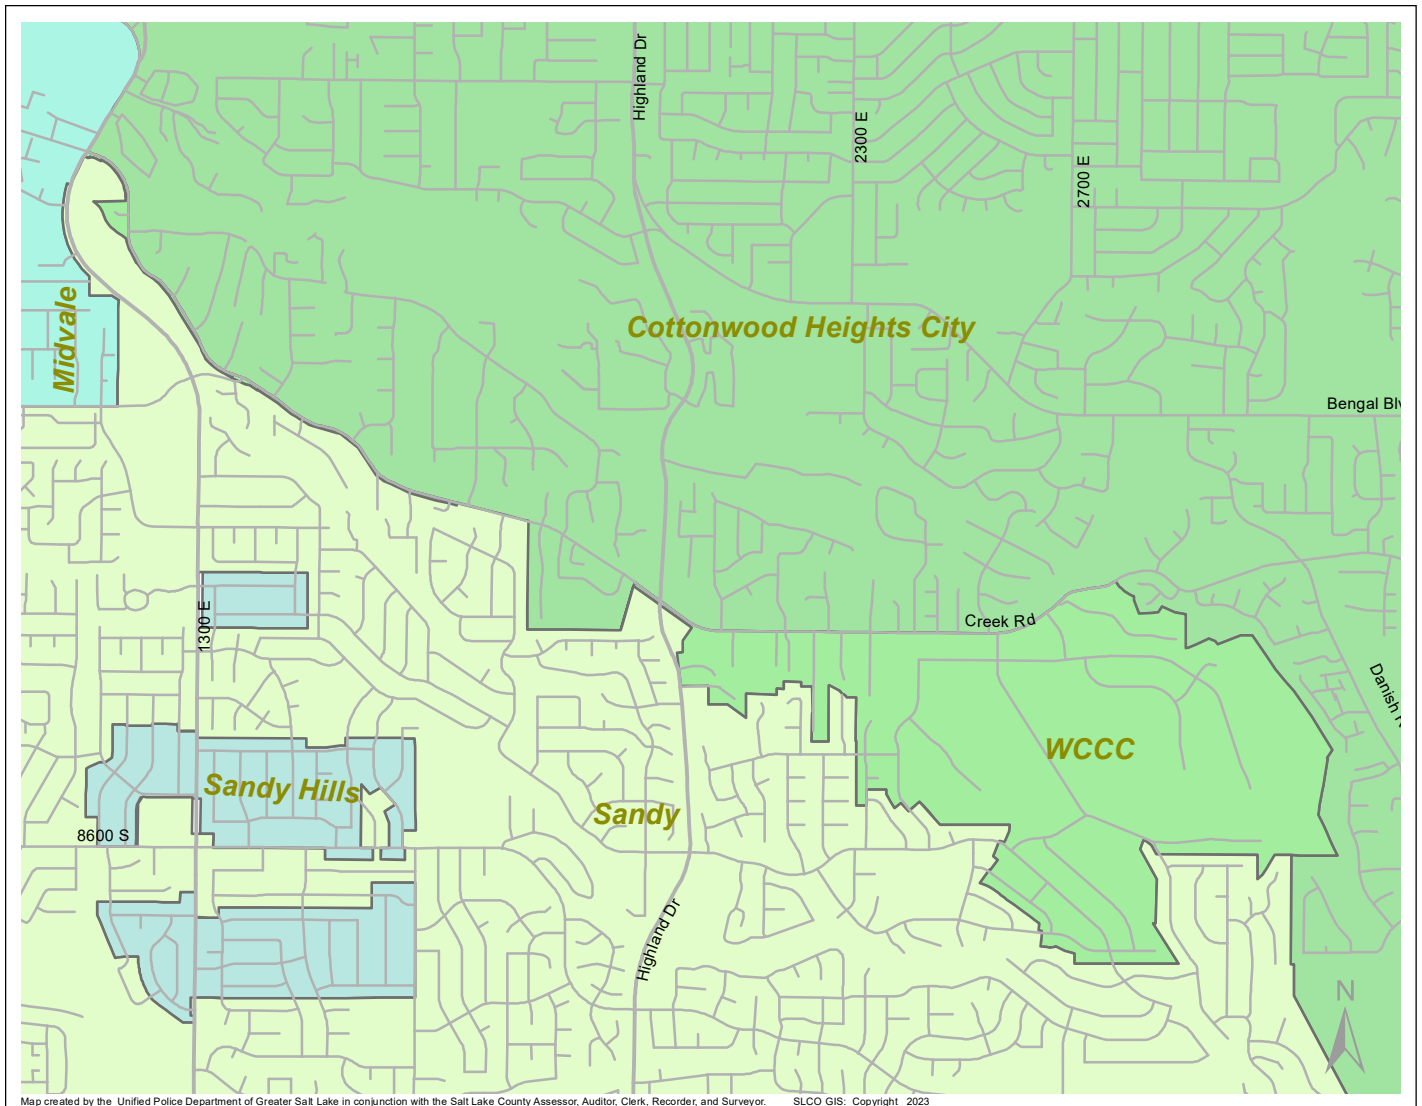 Highland Dr
2300 E
2700 E
Midvale
Cottonwood Heights City
Bengal Blv
1300 E
Creek Rd
Danish R
WCCC
Sandy Hills
Sandy
8600 S
Highland Dr
N
Map created by the Unified Police Department of Greater Salt Lake in conjunction with the Salt Lake County Assessor, Auditor, Clerk, Recorder, and Surveyor. SLCO GIS: Copyright 2023